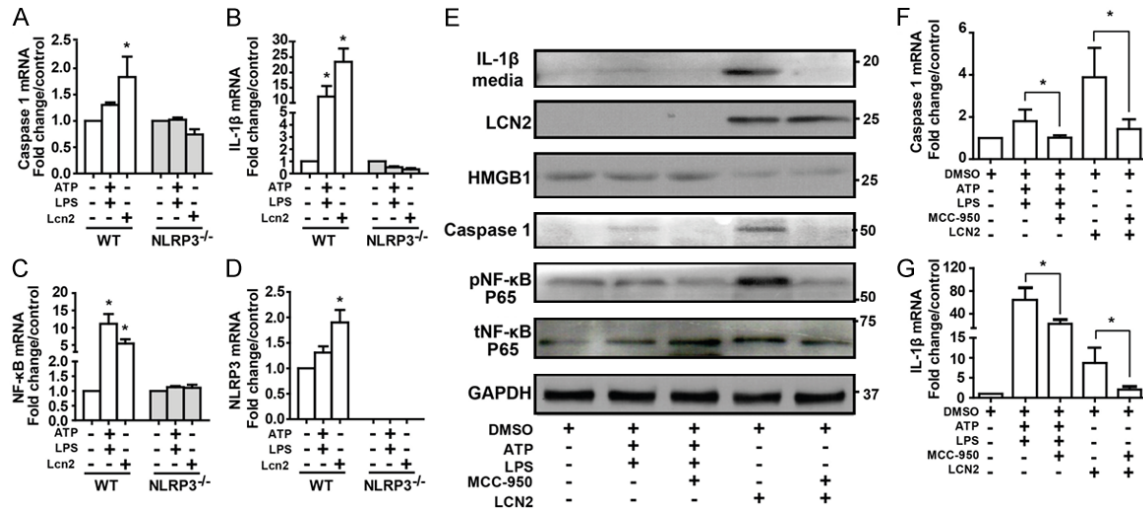 A
Caspase 1 mRNA
Fold change/control
2.5
2.0
1.5
1.0
0.5
0.0
*
ATP - + - - + -
LPS - + - - + -
Lcn2 - - + - - +
WT NLRP3-/-
B
IL-1β mRNA
Fold change/control
30
25
20
15
10
5
1
0
* *
ATP - + - - + -
LPS - + - - + -
Lcn2 - - + - - +
WT NLRP3-/-
C
NF-κB mRNA
Fold change/control
20
15
10
5
2.0
1.5
1.0
0.5
0.0
* *
ATP - + - - + -
LPS - + - - + -
Lcn2 - - + - - +
WT NLRP3-/-
D
NLRP3 mRNA
Fold change/control
2.5
2.0
1.5
1.0
0.5
0.0
*
ATP - + - - + -
LPS - + - - + -
Lcn2 - - + - - +
WT NLRP3-/-
E
IL-1β
media
20
LCN2
25
HMGB1
25
Caspase 1
50
pNF-κB
P65
50
tNF-κB
P65
75
GAPDH
37
DMSO + + + + +
ATP - + + - -
LPS - + + - -
MCC-950 - - + - +
LCN2 - - - + +
F
Caspase 1 mRNA
Fold change/control
6
4
2
0
* *
DMSO + + + + +
ATP - + + - -
LPS - + + - -
MCC-950 - - + - +
LCN2 - - - + +
G
IL-1β mRNA
Fold change/control
120
100
80
60
40
20
15
10
5
0
* *
DMSO + + + + +
ATP - + + - -
LPS - + + - -
MCC-950 - - + - +
LCN2 - - - + +